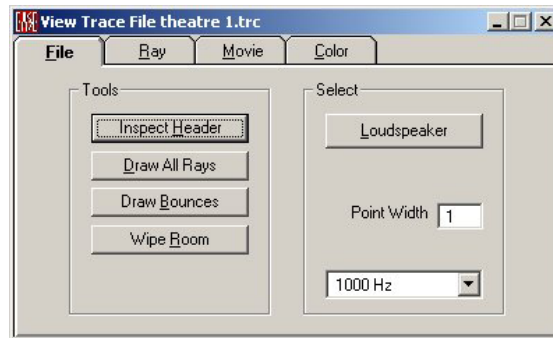 View Trace File theatre 1.trc
File Ray Movie Color
Tools
Inspect Header
Draw All Rays
Draw Bounces
Wipe Room
Select
Loudspeaker
Point Width 1
1000 Hz